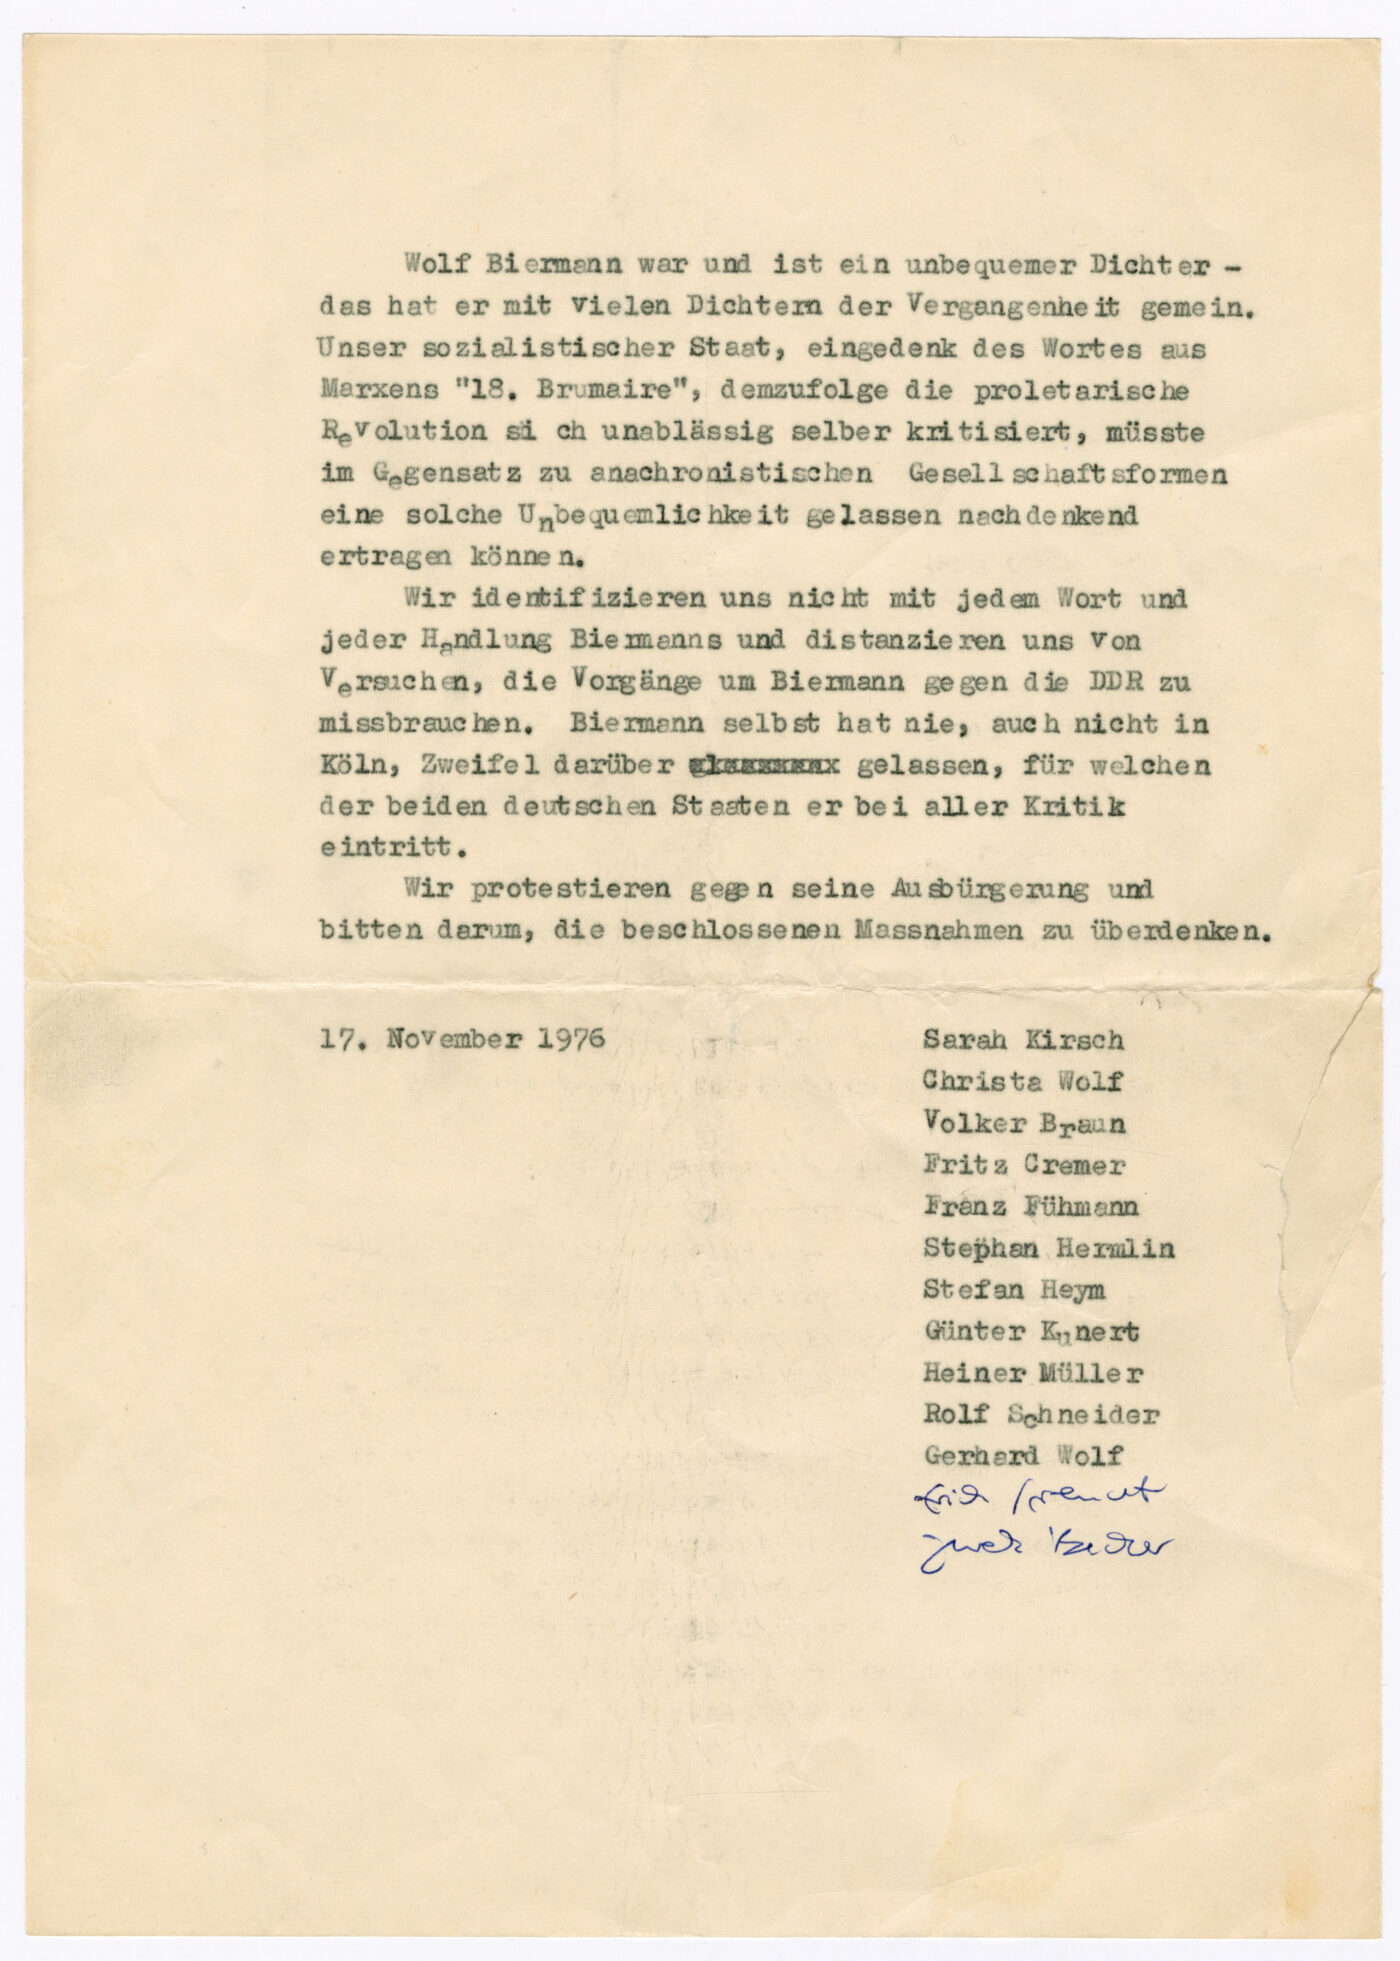 Wolf Biermann war und ist ein unbequemer Dichter -
das hat er mit vielen Dichtern der Vergangenheit gemein.
Unser sozialistischer Staat, eingedenk des Wortes aus
Marxens "18. Brumaire", demzufolge die proletarische
Revolution si ch unablässig selber kritisiert, müsste
im Gegensatz zu anachronistischen Gesellschaftsformen
eine solche Unbequemlichkeit gelassen nachdenkend
ertragen können.
Wir identifizieren uns nicht mit jedem Wort und
jeder Handlung Biermanns und distanzieren uns von
Versuchen, die Vorgänge um Biermann gegen die DDR zu
missbrauchen. Biermann selbst hat nie, auch nicht in
Köln, Zweifel darüber gelassen, für welchen
der beiden deutschen Staaten er bei aller Kritik
eintritt.
Wir protestieren gegen seine Ausbürgerung und
bitten darum, die beschlossenen Massnahmen zu überdenken.
17. November 1976
Sarah Kirsch
Christa Wolf
Volker Braun
Fritz Cremer
Franz Fühmann
Stephan Hermlin
Stefan Heym
Günter Kunert
Heiner Müller
Rolf Schneider
Gerhard Wolf
Jurek Becker